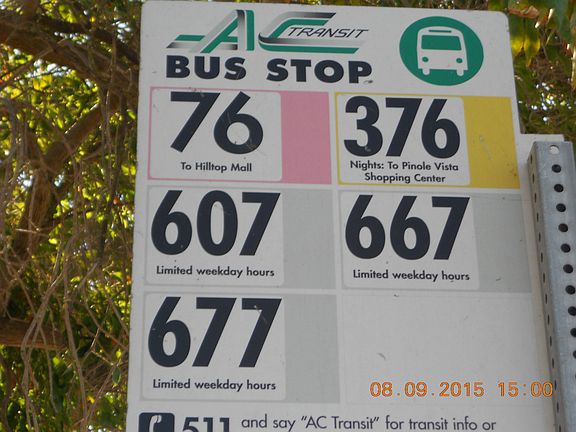 AC TRANSIT
BUS STOP
76
To Hilltop Mall
376
Nights: To Pinole Vista
Shopping Center
607
Limited weekday hours
667
Limited weekday hours
677
Limited weekday hours
511 and say "AC Transit" for transit info or
08.09.2015 15:00